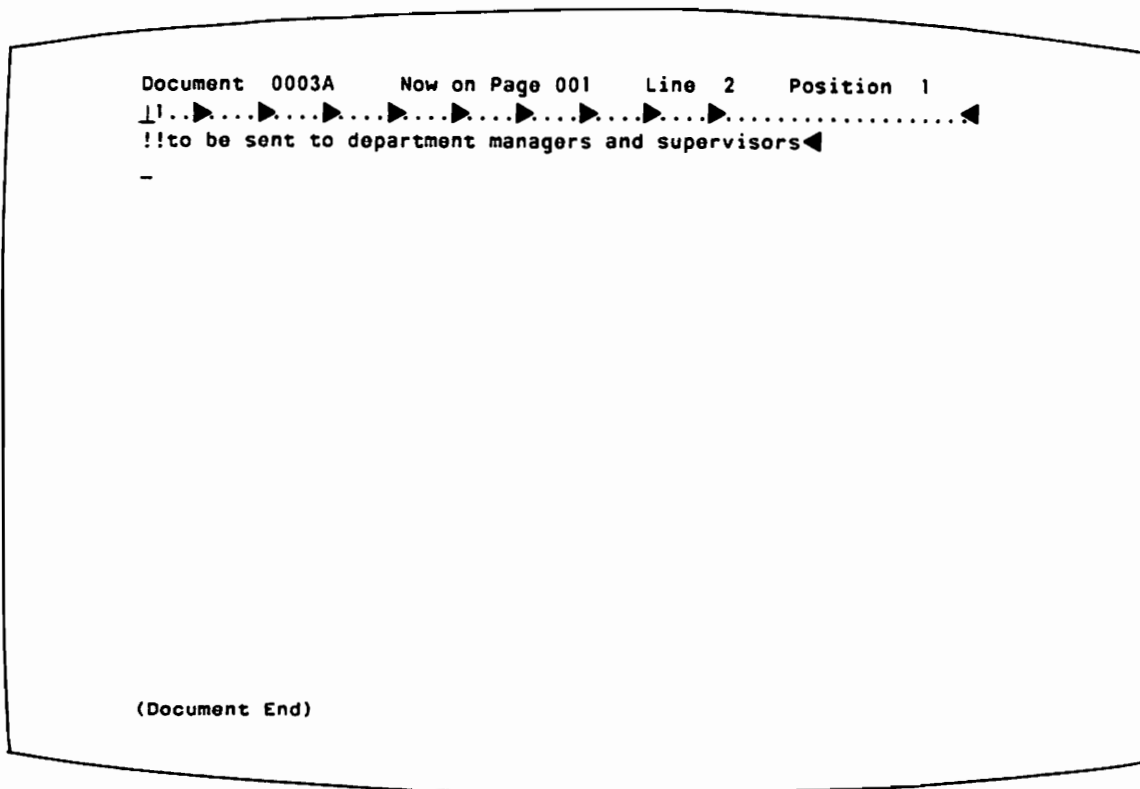 Document 0003A Now on Page 001 Line 2 Position 1
⊥1..▶....▶....▶....▶....▶....▶....▶....▶....▶...................◀
!!to be sent to department managers and supervisors◀
_
(Document End)